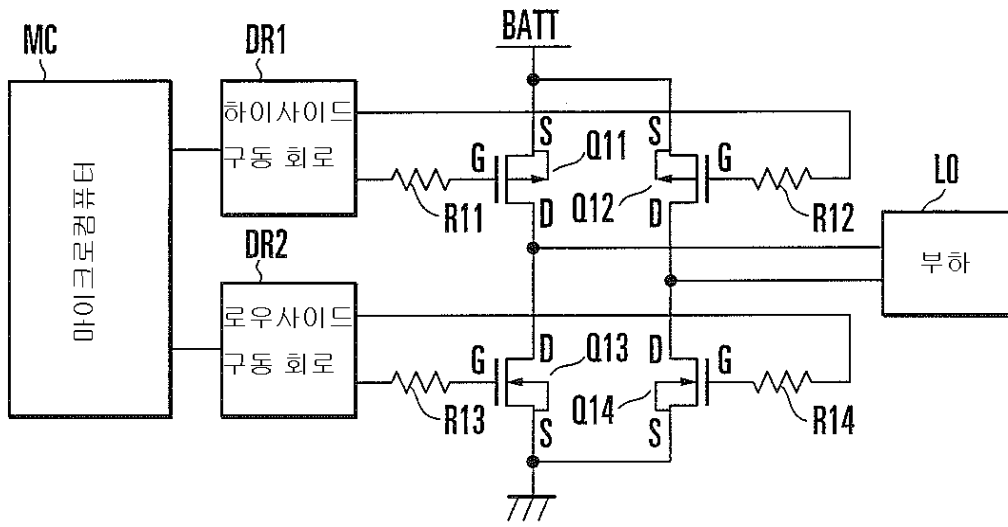 MC
DR1
BATT
하이사이드
구동 회로
S
S
G
Q11
G
LO
R11
D
Q12
D
R12
마이크로컴퓨터
부하
DR2
로우사이드
구동 회로
G
D
Q13
D
G
R13
S
Q14
S
R14